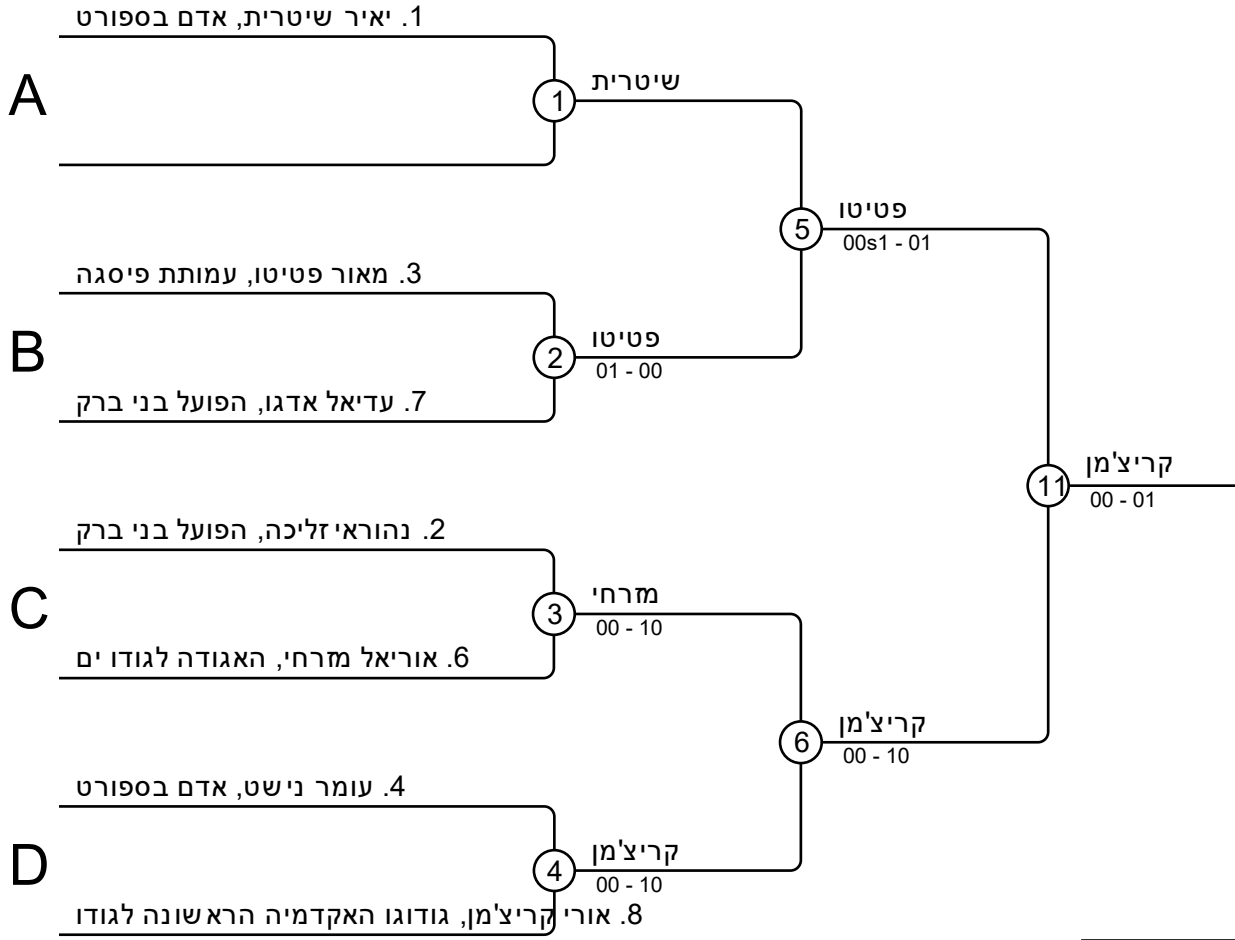 1. יאיר שיטרית, אדם בספורט
A
1
שיטרית
5
פטיטו
00s1 - 01
3. מאור פטיטו, עמותת פיסגה
B
2
פטיטו
01 - 00
7. עדיאל אדגו, הפועל בני ברק
11
קריצ'מן
00 - 01
2. נהוראי זליכה, הפועל בני ברק
C
3
מזרחי
00 - 10
6. אוריאל מזרחי, האגודה לגודו ים
6
קריצ'מן
00 - 10
4. עומר נישט, אדם בספורט
D
4
קריצ'מן
00 - 10
8. אורי קריצ'מן, גודוגו האקדמיה הראשונה לגודו